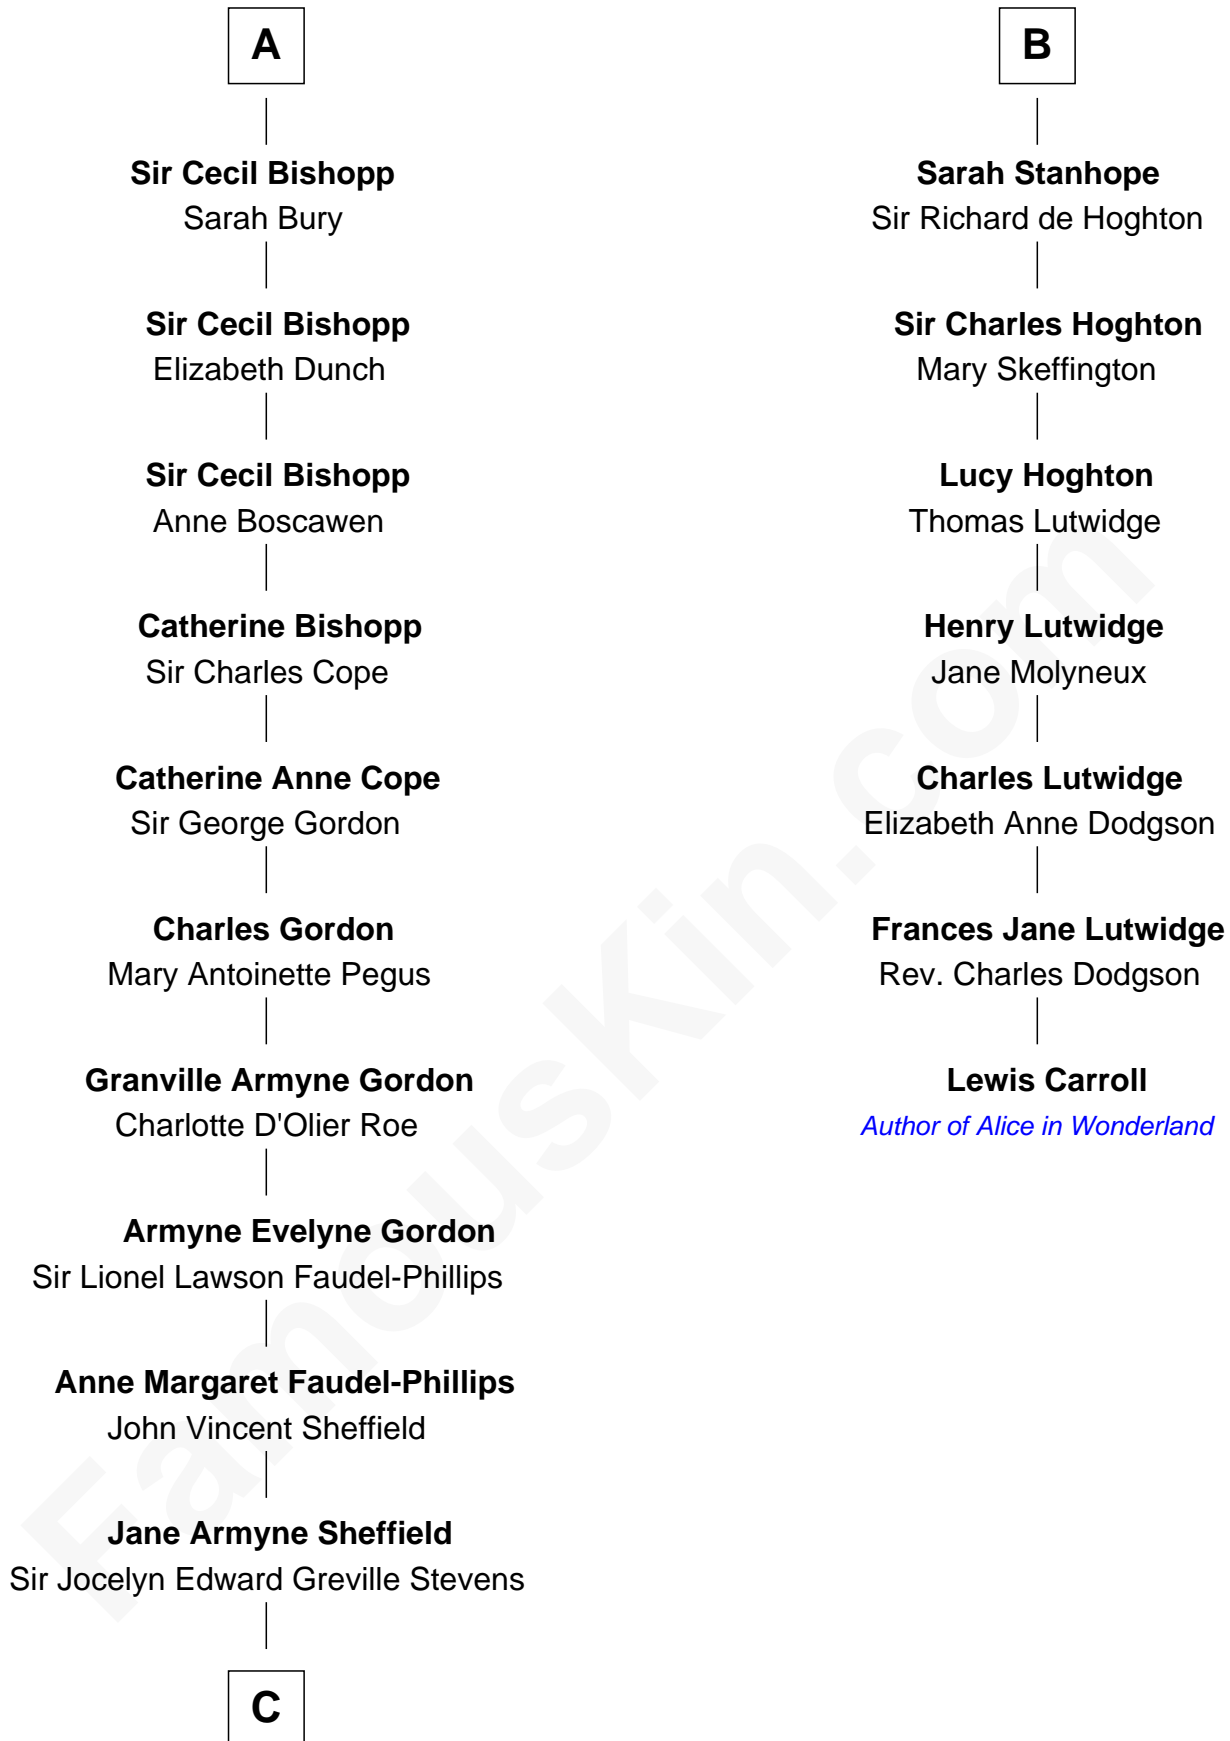 A
Sir Cecil Bishopp
Sarah Bury
Sir Cecil Bishopp
Elizabeth Dunch
Sir Cecil Bishopp
Anne Boscawen
Catherine Bishopp
Sir Charles Cope
Catherine Anne Cope
Sir George Gordon
Charles Gordon
Mary Antoinette Pegus
Granville Armyne Gordon
Charlotte D'Olier Roe
Armyne Evelyne Gordon
Sir Lionel Lawson Faudel-Phillips
Anne Margaret Faudel-Phillips
John Vincent Sheffield
Jane Armyne Sheffield
Sir Jocelyn Edward Greville Stevens
C
B
Sarah Stanhope
Sir Richard de Hoghton
Sir Charles Hoghton
Mary Skeffington
Lucy Hoghton
Thomas Lutwidge
Henry Lutwidge
Jane Molyneux
Charles Lutwidge
Elizabeth Anne Dodgson
Frances Jane Lutwidge
Rev. Charles Dodgson
Lewis Carroll
Author of Alice in Wonderland
FamousKin.com